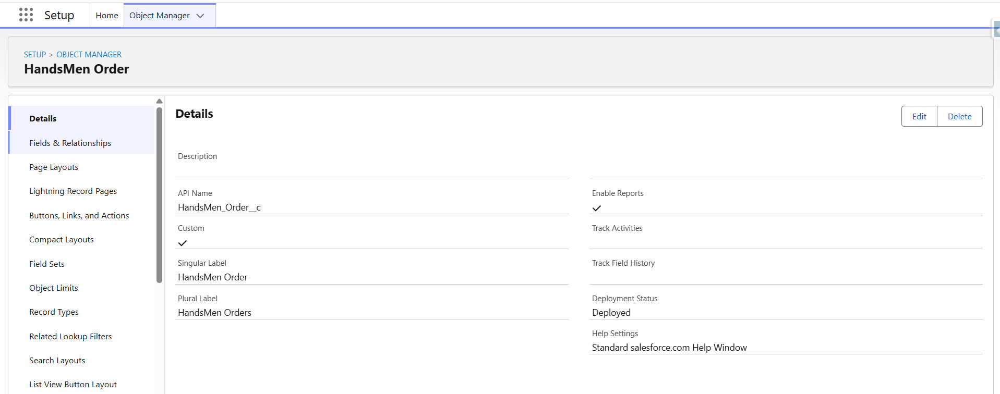 Setup
Home
Object Manager
SETUP > OBJECT MANAGER
HandsMen Order
Details
Fields & Relationships
Page Layouts
Lightning Record Pages
Buttons, Links, and Actions
Compact Layouts
Field Sets
Object Limits
Record Types
Related Lookup Filters
Search Layouts
List View Button Layout
Details
Edit
Delete
Description
API Name
HandsMen_Order__c
Custom
Singular Label
HandsMen Order
Plural Label
HandsMen Orders
Enable Reports
Track Activities
Track Field History
Deployment Status
Deployed
Help Settings
Standard salesforce.com Help Window